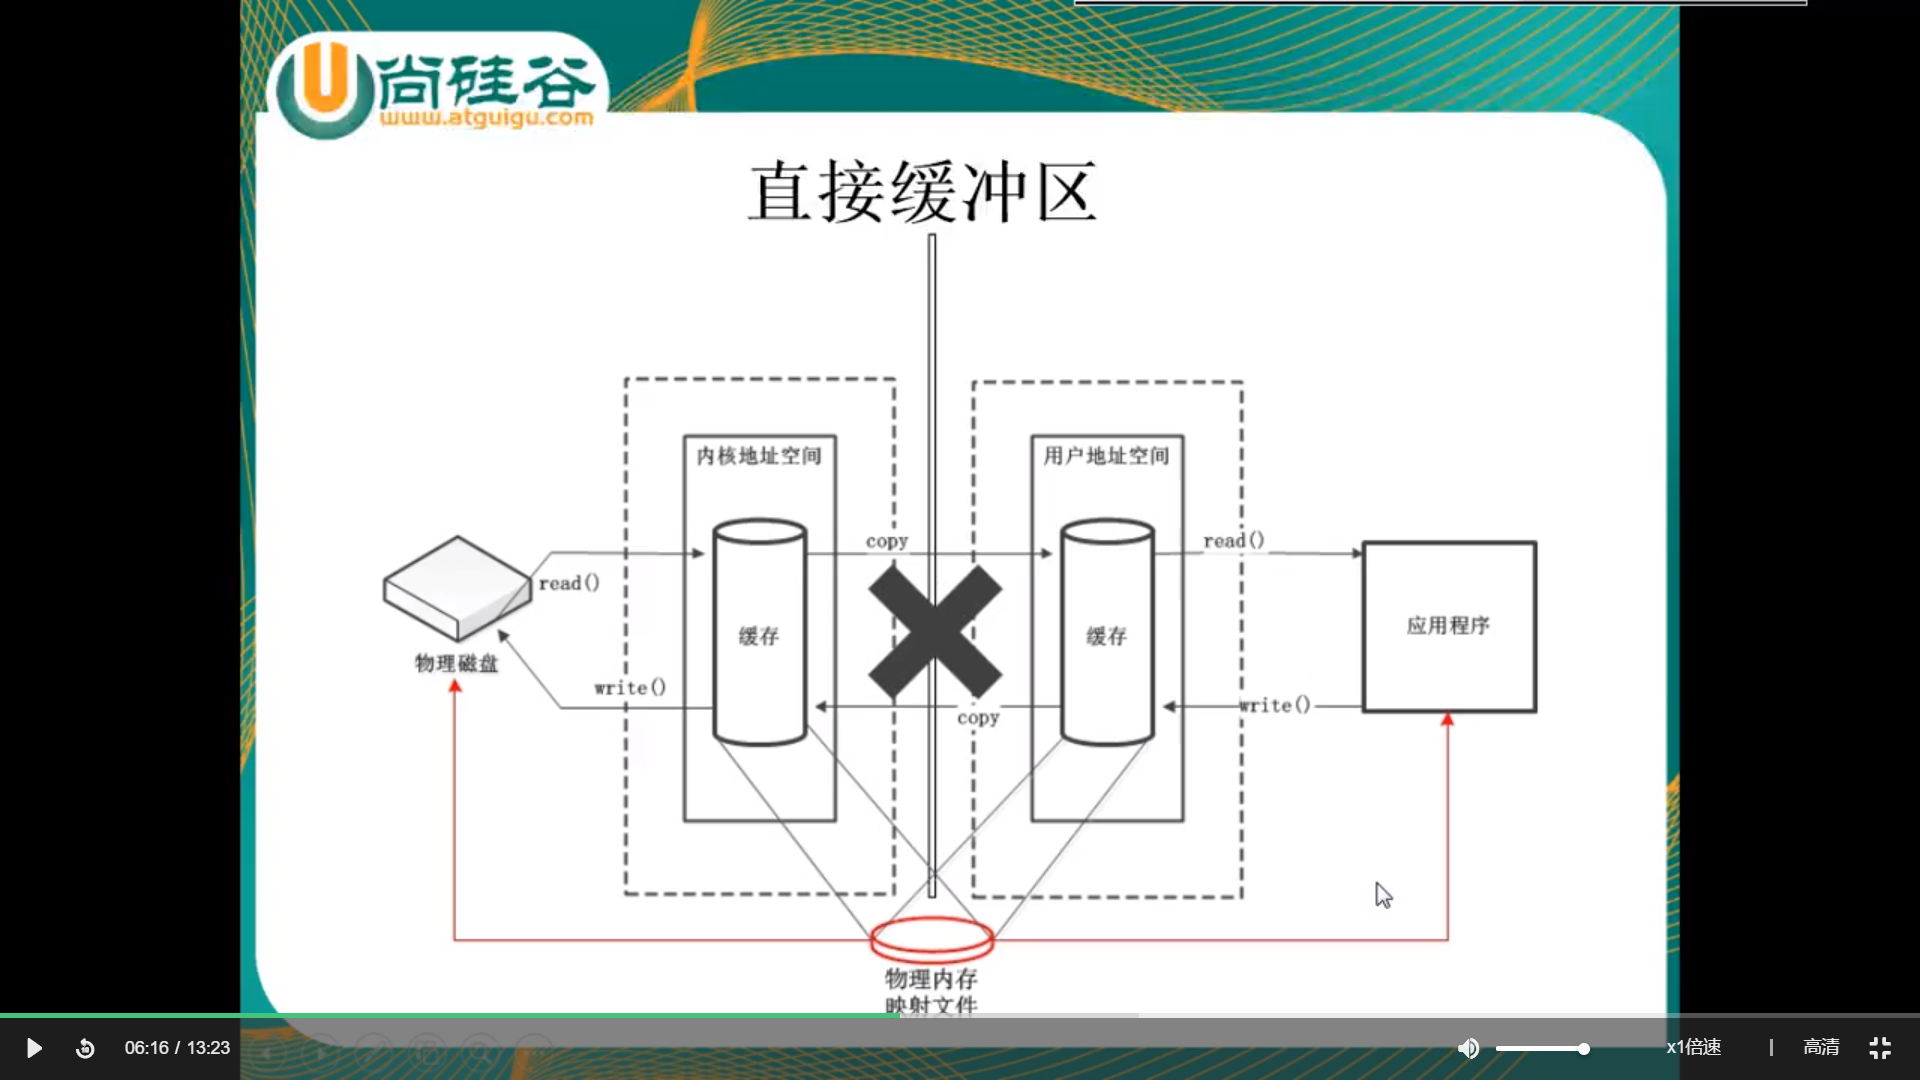 尚硅谷
www.atguigu.com
直接缓冲区
内核地址空间
用户地址空间
copy
read()
read()
缓存
缓存
应用程序
物理磁盘
write()
copy
write()
物理内存
映射文件
06:16 / 13:23
x1倍速
高清